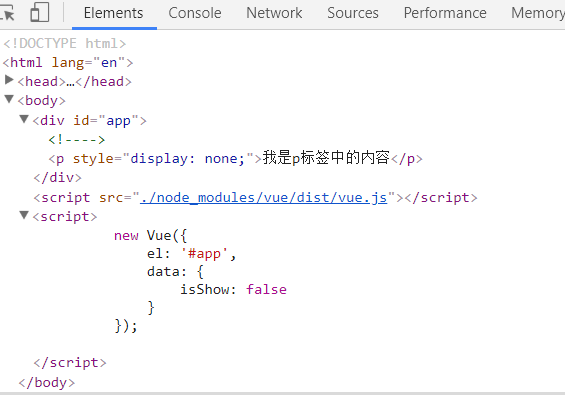 Elements Console Network Sources Performance Memory
<!DOCTYPE html>
<html lang="en">
<head>…</head>
<body>
<div id="app">
<!---->
<p style="display: none;">我是p标签中的内容</p>
</div>
<script src="./node_modules/vue/dist/vue.js"></script>
<script>
new Vue({
el: '#app',
data: {
isShow: false
}
});
</script>
</body>